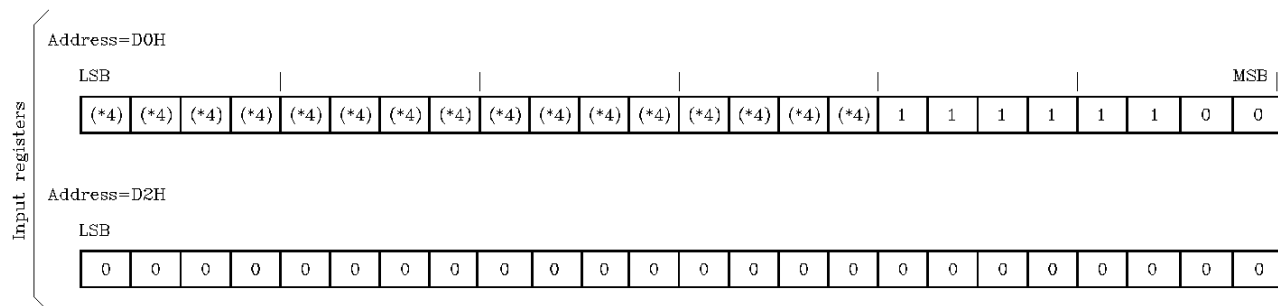 Input registers
Address=D0H
LSB MSB
(*4) (*4) (*4) (*4) (*4) (*4) (*4) (*4) (*4) (*4) (*4) (*4) (*4) (*4) (*4) (*4) 1 1 1 1 1 1 0 0
Address=D2H
LSB
0 0 0 0 0 0 0 0 0 0 0 0 0 0 0 0 0 0 0 0 0 0 0 0